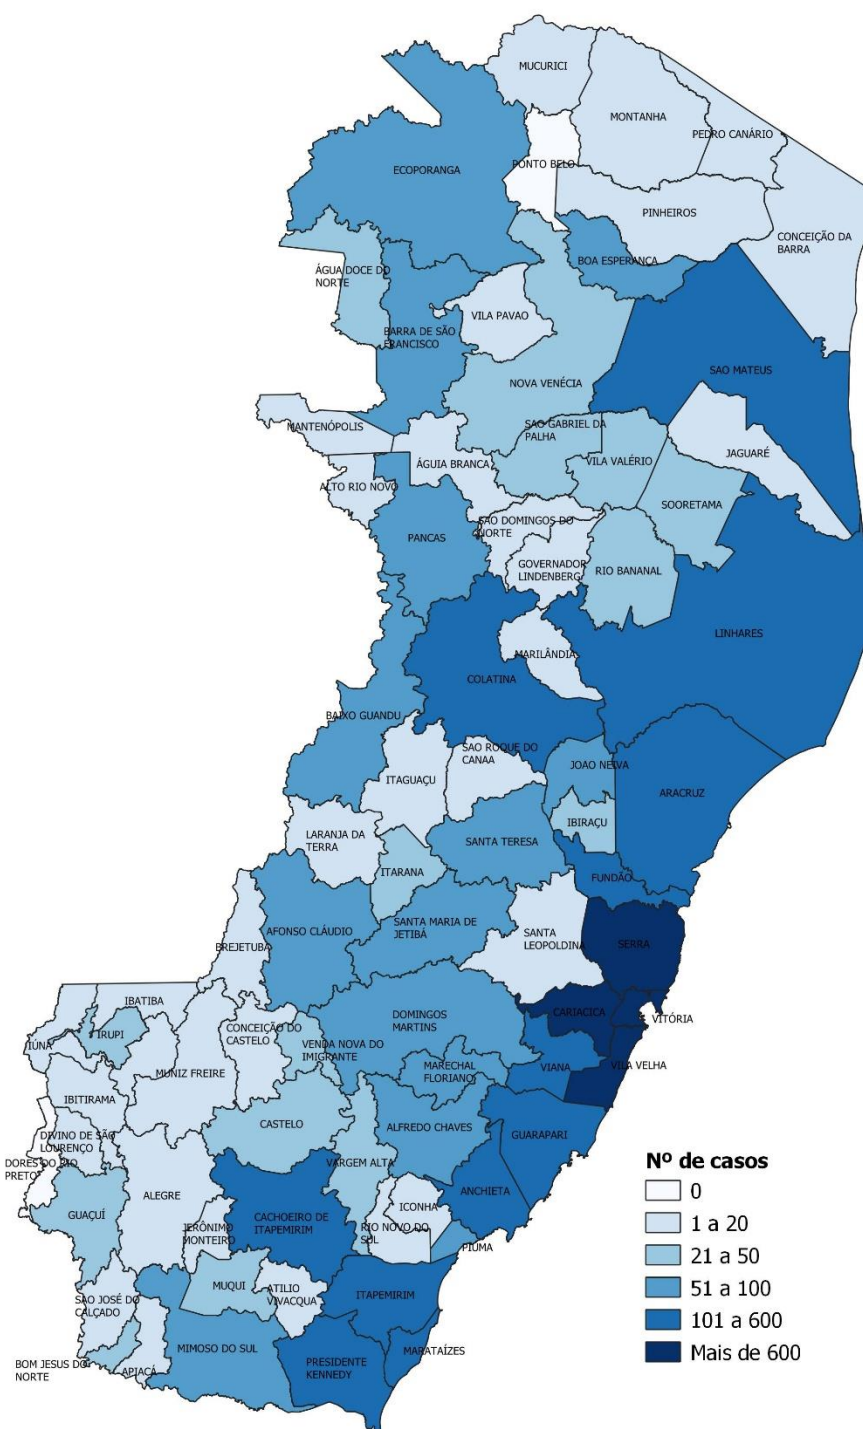 MUCURICI
MONTANHA
PEDRO CANÁRIO
PONTO BELO
ECOPORANGA
PINHEIROS
CONCEIÇÃO DA
BARRA
BOA ESPERANÇA
ÁGUA DOCE DO
NORTE
VILA PAVAO
BARRA DE SÃO
FRANCISCO
SAO MATEUS
NOVA VENÉCIA
MANTENÓPOLIS
SAO GABRIEL DA
PALHA
JAGUARÉ
ÁGUIA BRANCA
VILA VALÉRIO
ALTO RIO NOVO
SOORETAMA
SAO DOMINGOS DO
NORTE
PANCAS
GOVERNADOR
LINDENBERG
RIO BANANAL
LINHARES
MARILÂNDIA
COLATINA
BAIXO GUANDU
SAO ROQUE DO
CANAA
JOAO NEIVA
ITAGUAÇU
ARACRUZ
IBIRAÇU
LARANJA DA
TERRA
SANTA TERESA
ITARANA
FUNDÃO
SANTA MARIA DE
JETIBÁ
SANTA
LEOPOLDINA
AFONSO CLÁUDIO
BREJETUBA
SERRA
IBATIBA
DOMINGOS
MARTINS
CARIACICA
VITÓRIA
CONCEIÇÃO DO
CASTELO
IRUPI
IÚNA
VENDA NOVA DO
IMIGRANTE
MARECHAL
FLORIANO
VIANA
VILA VELHA
MUNIZ FREIRE
IBITIRAMA
CASTELO
ALFREDO CHAVES
GUARAPARI
DIVINO DE SÃO
LOURENÇO
DORES DO RIO
PRETO
VARGEM ALTA
ALEGRE
ANCHIETA
ICONHA
GUAÇUÍ
CACHOEIRO DE
ITAPEMIRIM
JERÔNIMO
MONTEIRO
RIO NOVO DO
SUL
PIÚMA
MUQUI
ATILIO
VIVACQUA
ITAPEMIRIM
SÃO JOSÉ DO
CALÇADO
MIMOSO DO SUL
MARATAÍZES
BOM JESUS DO
NORTE
APIACÁ
PRESIDENTE
KENNEDY
Nº de casos
0
1 a 20
21 a 50
51 a 100
101 a 600
Mais de 600